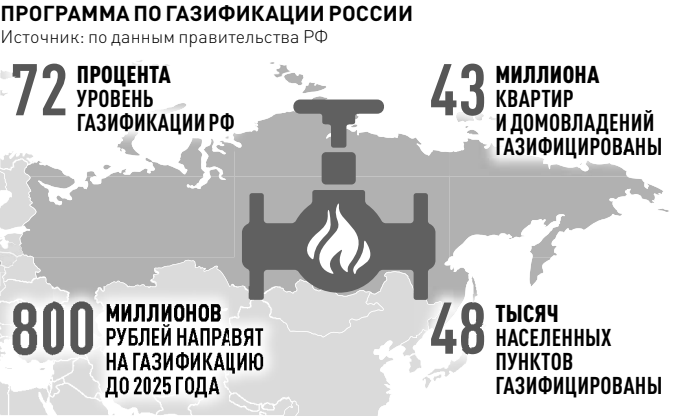 ПРОГРАММА ПО ГАЗИФИКАЦИИ РОССИИ
Источник: по данным правительства РФ
72 ПРОЦЕНТА
УРОВЕНЬ
ГАЗИФИКАЦИИ РФ
43 МИЛЛИОНА
КВАРТИР
И ДОМОВЛАДЕНИЙ
ГАЗИФИЦИРОВАНЫ
800 МИЛЛИОНОВ
РУБЛЕЙ НАПРАВЯТ
НА ГАЗИФИКАЦИЮ
ДО 2025 ГОДА
48 ТЫСЯЧ
НАСЕЛЕННЫХ
ПУНКТОВ
ГАЗИФИЦИРОВАНЫ